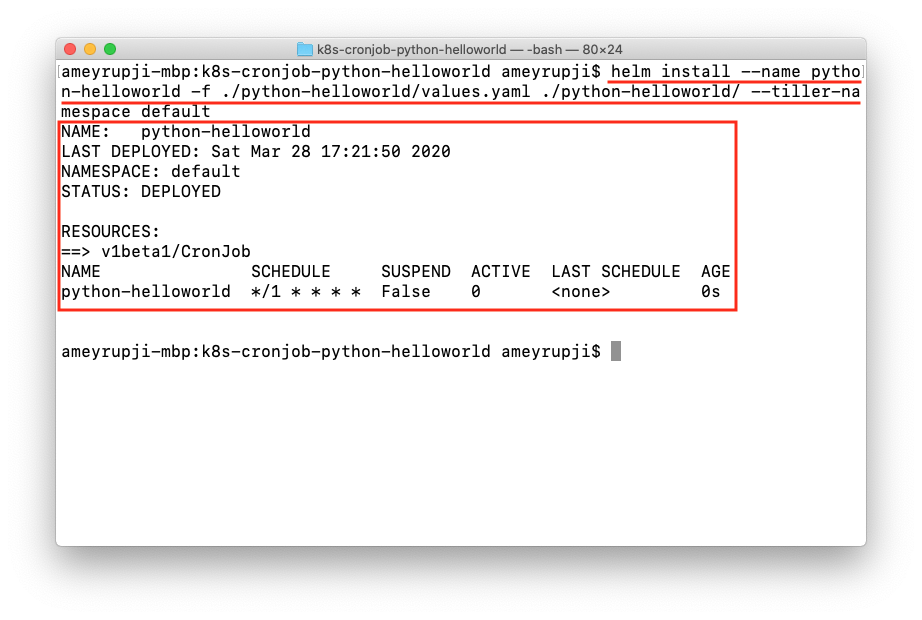 k8s-cronjob-python-helloworld — -bash — 80×24
[ameyrupji-mbp:k8s-cronjob-python-helloworld ameyrupji$ helm install --name pytho]
n-helloworld -f ./python-helloworld/values.yaml ./python-helloworld/ --tiller-na
mespace default
NAME:   python-helloworld
LAST DEPLOYED: Sat Mar 28 17:21:50 2020
NAMESPACE: default
STATUS: DEPLOYED

RESOURCES:
==> v1beta1/CronJob
NAME               SCHEDULE     SUSPEND  ACTIVE  LAST SCHEDULE  AGE
python-helloworld  */1 * * * *  False    0       <none>         0s

ameyrupji-mbp:k8s-cronjob-python-helloworld ameyrupji$